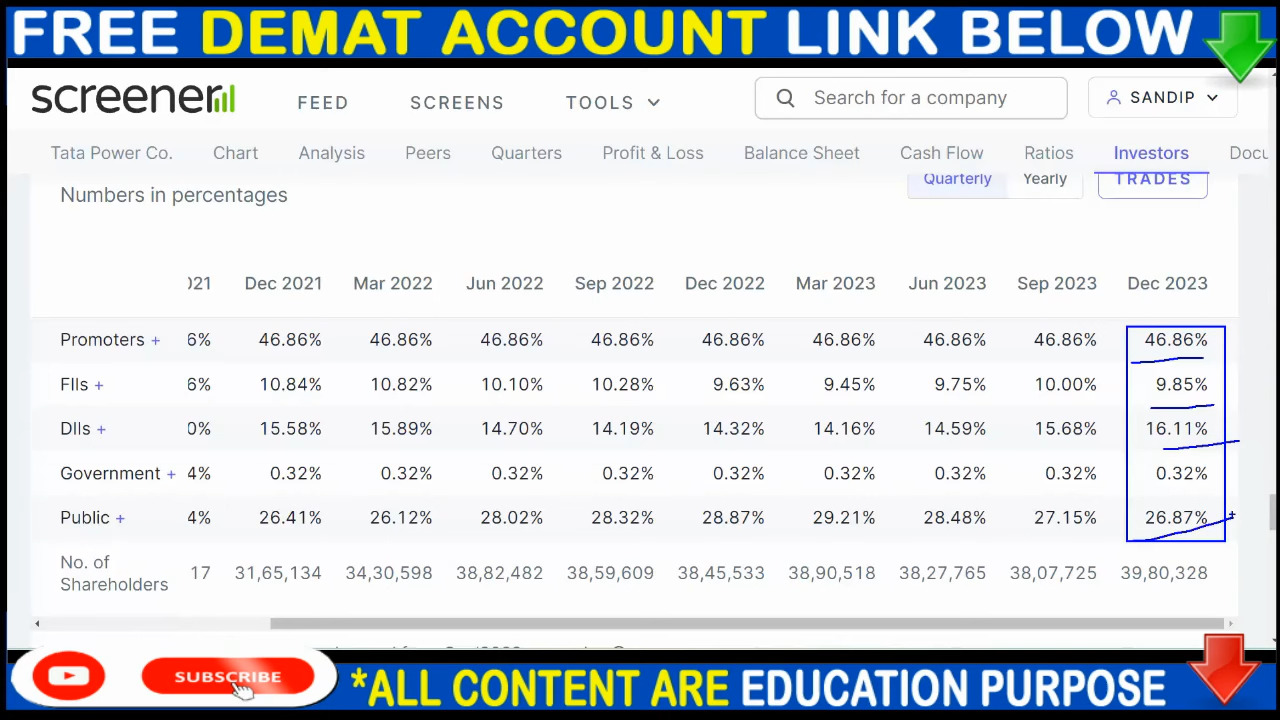 FREE DEMAT ACCOUNT LINK BELOW
screener FEED SCREENS TOOLS Search for a company SANDIP
Tata Power Co. Chart Analysis Peers Quarters Profit & Loss Balance Sheet Cash Flow Ratios Investors Docu
Numbers in percentages Quarterly Yearly TRADES
021 Dec 2021 Mar 2022 Jun 2022 Sep 2022 Dec 2022 Mar 2023 Jun 2023 Sep 2023 Dec 2023
Promoters + 6% 46.86% 46.86% 46.86% 46.86% 46.86% 46.86% 46.86% 46.86% 46.86%
FIIs + 6% 10.84% 10.82% 10.10% 10.28% 9.63% 9.45% 9.75% 10.00% 9.85%
DIIs + 0% 15.58% 15.89% 14.70% 14.19% 14.32% 14.16% 14.59% 15.68% 16.11%
Government + 4% 0.32% 0.32% 0.32% 0.32% 0.32% 0.32% 0.32% 0.32% 0.32%
Public + 4% 26.41% 26.12% 28.02% 28.32% 28.87% 29.21% 28.48% 27.15% 26.87%
No. of
Shareholders 17 31,65,134 34,30,598 38,82,482 38,59,609 38,45,533 38,90,518 38,27,765 38,07,725 39,80,328
SUBSCRIBE *ALL CONTENT ARE EDUCATION PURPOSE